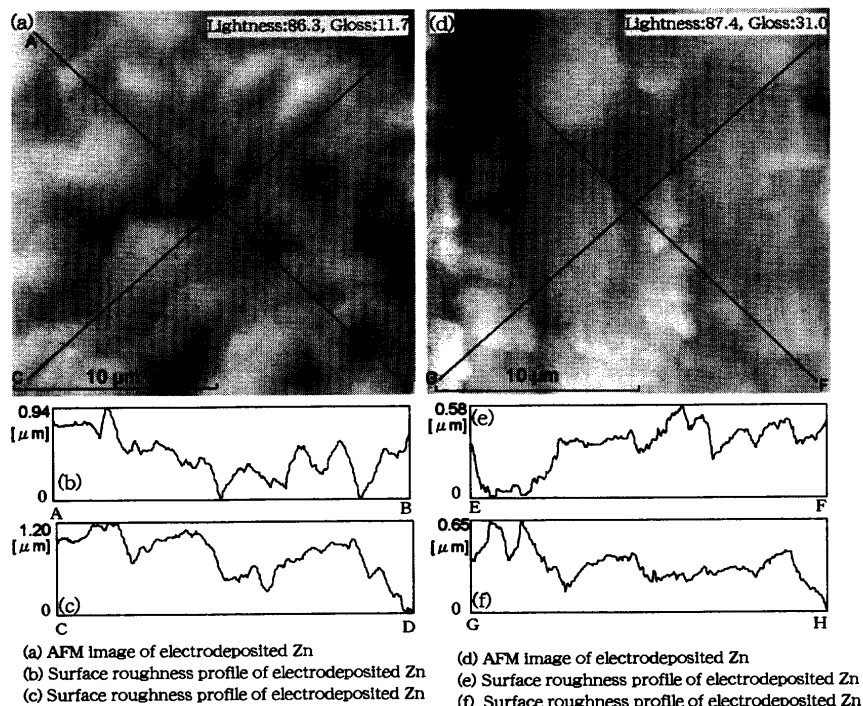 (a)
A
Lightness:86.3, Gloss:11.7
C
10 μm
(d)
Lightness:87.4, Gloss:31.0
H
G
10 μm
F
0.94
[μm]
(b)
0
A
B
1.20
[μm]
(c)
0
C
D
0.58
[μm]
(e)
0
E
F
0.65
[μm]
(f)
0
G
H
(a) AFM image of electrodeposited Zn
(b) Surface roughness profile of electrodeposited Zn
(c) Surface roughness profile of electrodeposited Zn
(d) AFM image of electrodeposited Zn
(e) Surface roughness profile of electrodeposited Zn
(f) Surface roughness profile of electrodeposited Zn